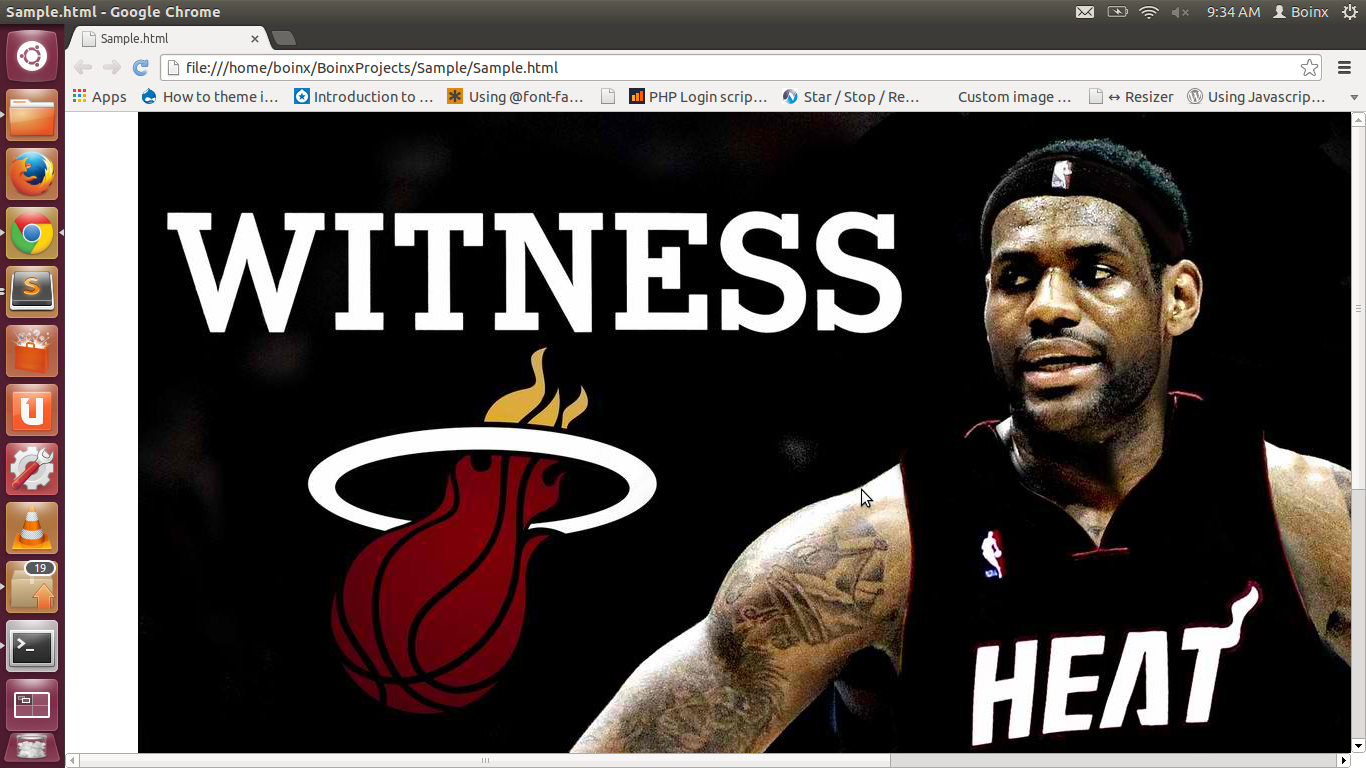 Sample.html - Google Chrome
9:34 AM
Boinx
Sample.html
file:///home/boinx/BoinxProjects/Sample/Sample.html
Apps
How to theme i…
Introduction to …
Using @font-fa…
PHP Login scrip…
Star / Stop / Re…
Custom image …
↔ Resizer
Using Javascrip…
WITNESS
HEAT
19